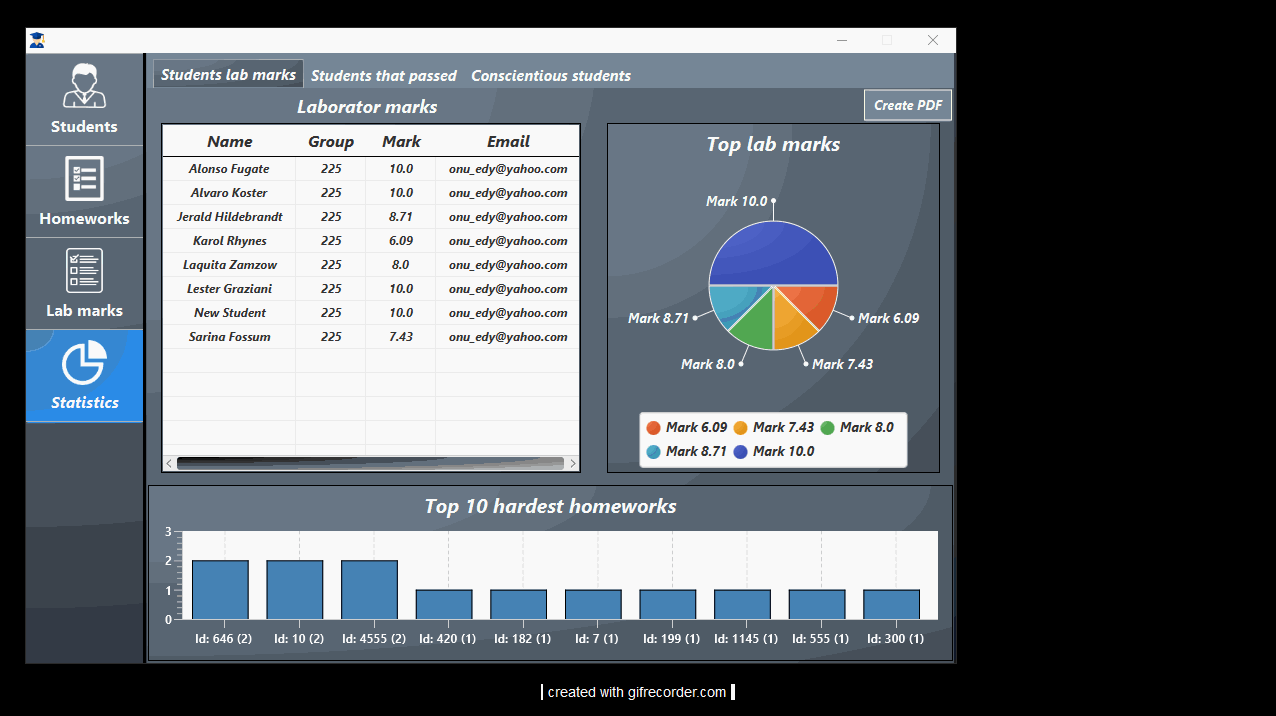 Students lab marks Students that passed Conscientious students
Create PDF
Students
Homeworks
Lab marks
Statistics
Laborator marks
Name Group Mark Email
Alonso Fugate 225 10.0 onu_edy@yahoo.com
Alvaro Koster 225 10.0 onu_edy@yahoo.com
Jerald Hildebrandt 225 8.71 onu_edy@yahoo.com
Karol Rhynes 225 6.09 onu_edy@yahoo.com
Laquita Zamzow 225 8.0 onu_edy@yahoo.com
Lester Graziani 225 10.0 onu_edy@yahoo.com
New Student 225 10.0 onu_edy@yahoo.com
Sarina Fossum 225 7.43 onu_edy@yahoo.com
Top lab marks
Mark 10.0
Mark 8.71 Mark 6.09
Mark 8.0 Mark 7.43
Mark 6.09 Mark 7.43 Mark 8.0
Mark 8.71 Mark 10.0
Top 10 hardest homeworks
3
2
1
0
Id: 646 (2) Id: 10 (2) Id: 4555 (2) Id: 420 (1) Id: 182 (1) Id: 7 (1) Id: 199 (1) Id: 1145 (1) Id: 555 (1) Id: 300 (1)
created with gifrecorder.com